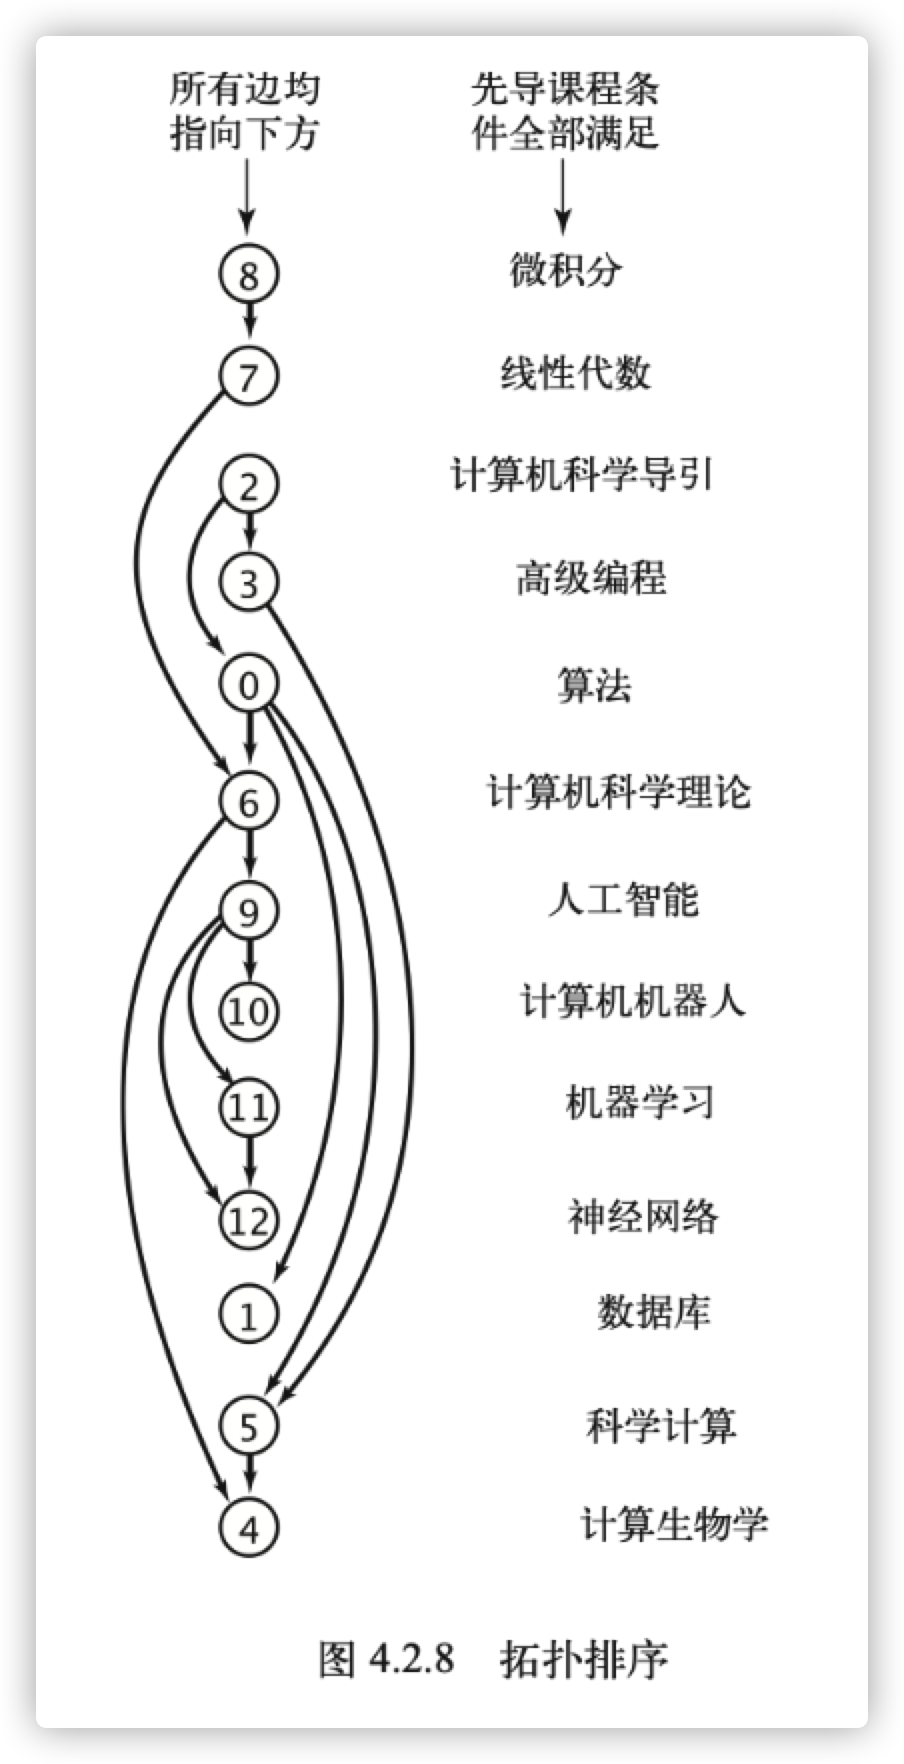 所有边均
指向下方
先导课程条
件全部满足
8 微积分
7 线性代数
2 计算机科学导引
3 高级编程
0 算法
6 计算机科学理论
9 人工智能
10 计算机机器人
11 机器学习
12 神经网络
1 数据库
5 科学计算
4 计算生物学
图 4.2.8 拓扑排序